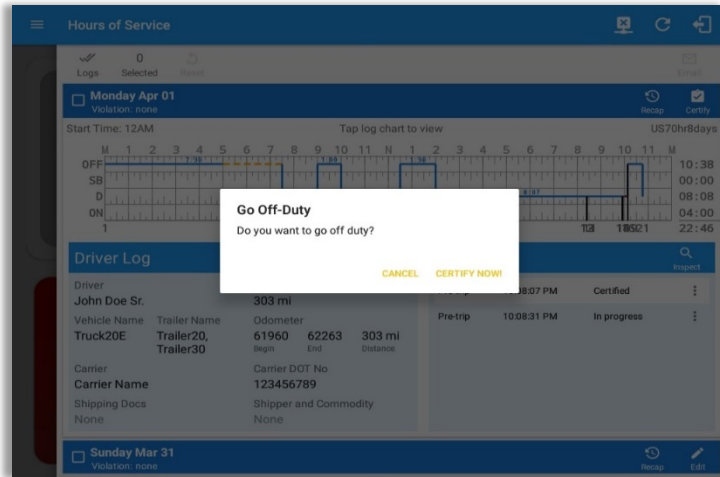 Hours of Service
Logs
0
Selected
Reset
Email
Monday Apr 01
Violation: none
Recap
Certify
Start Time: 12AM
Tap log chart to view
US70hr8days
M 1 2 3 4 5 6 7 8 9 10 11 N 1 2 3 4 5 6 7 8 9 10 11 M
OFF
10:38
SB
00:00
D
08:08
ON
04:00
1
22:46
Go Off-Duty
Do you want to go off duty?
CANCEL CERTIFY NOW!
Driver Log
Inspect
Driver
John Doe Sr.
303 mi
Vehicle Name Trailer Name Odometer
Truck20E Trailer20, 61960 62263 303 mi
Trailer30 Begin End Distance
Carrier Carrier DOT No
Carrier Name 123456789
Shipping Docs Shipper and Commodity
None None
Certified
Pre-trip 10:08:31 PM In progress
Sunday Mar 31
Violation: none
Recap
Edit